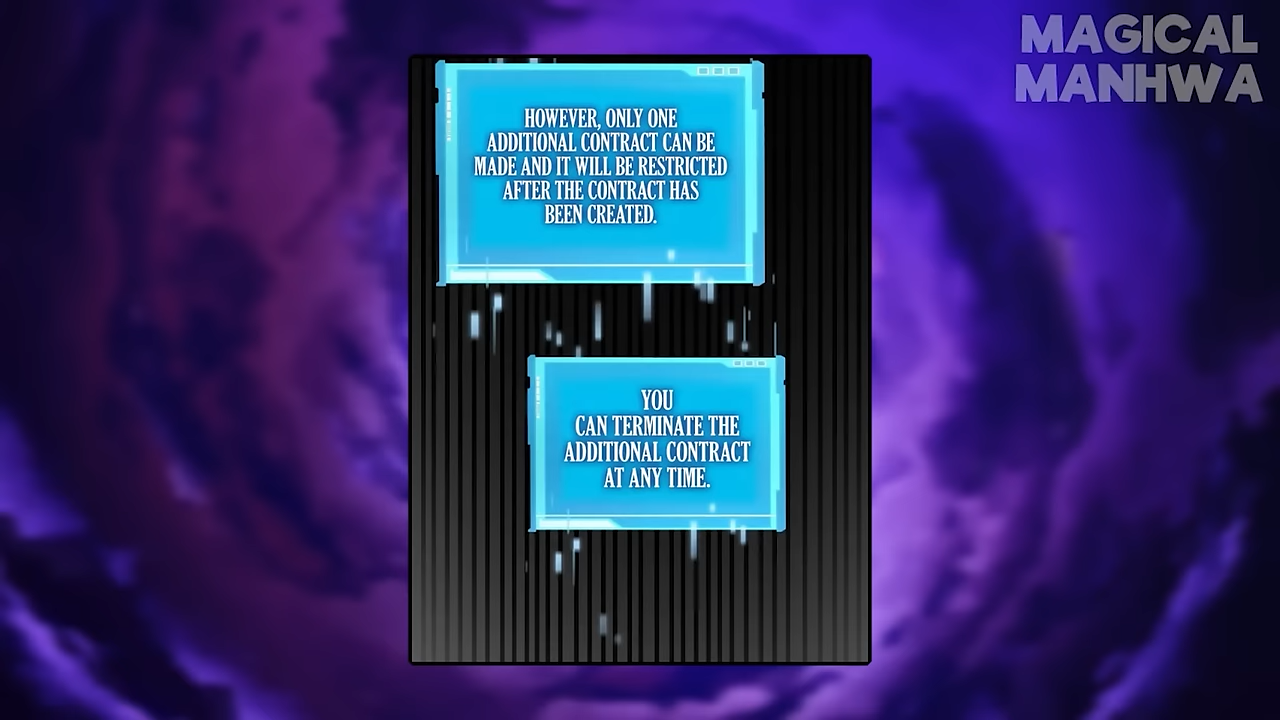 MAGICAL
MANHWA
HOWEVER, ONLY ONE
ADDITIONAL CONTRACT CAN BE
MADE AND IT WILL BE RESTRICTED
AFTER THE CONTRACT HAS
BEEN CREATED.
YOU
CAN TERMINATE THE
ADDITIONAL CONTRACT
AT ANY TIME.